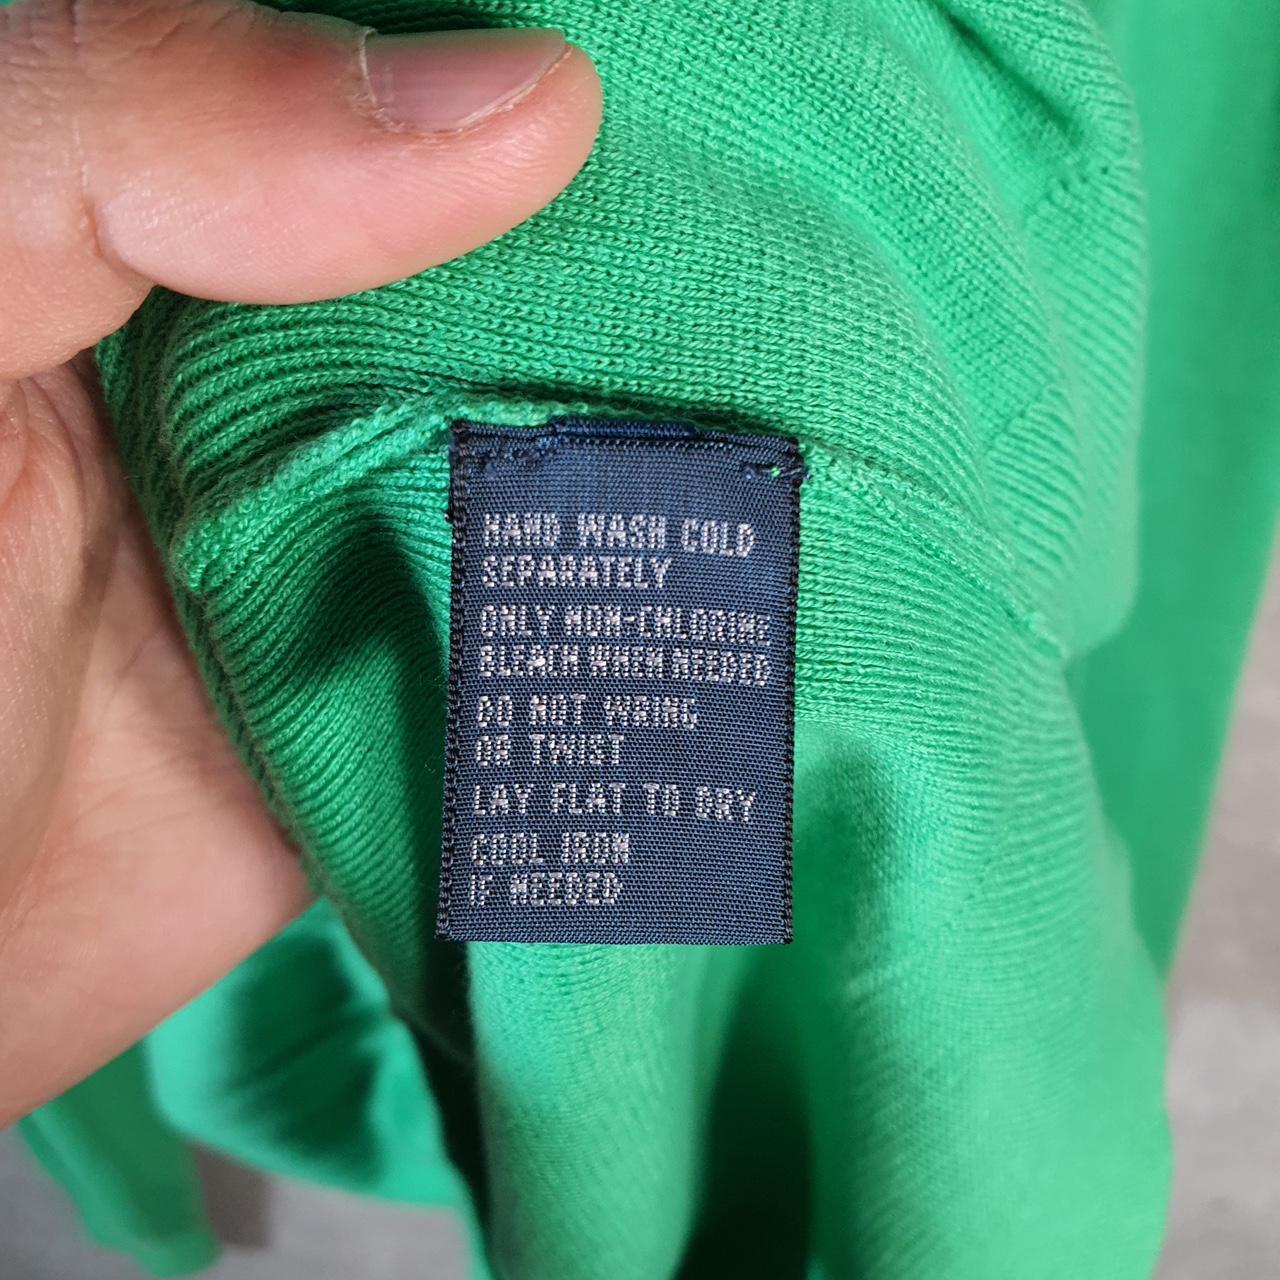 HAND WASH COLD
SEPARATELY
ONLY NON-CHLORINE
BLEACH WHEN NEEDED
DO NOT WRING
OR TWIST
LAY FLAT TO DRY
COOL IRON
IF NEEDED